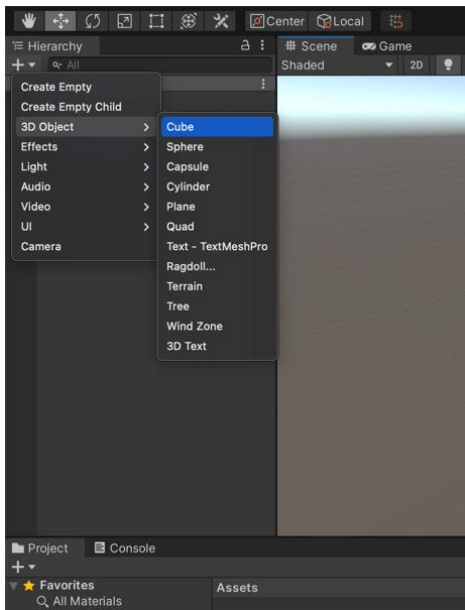 Center Local
Hierarchy
Scene Game
All
Shaded 2D
Create Empty
Create Empty Child
3D Object
Effects
Light
Audio
Video
UI
Camera
Cube
Sphere
Capsule
Cylinder
Plane
Quad
Text - TextMeshPro
Ragdoll...
Terrain
Tree
Wind Zone
3D Text
Project Console
Favorites
All Materials
Assets